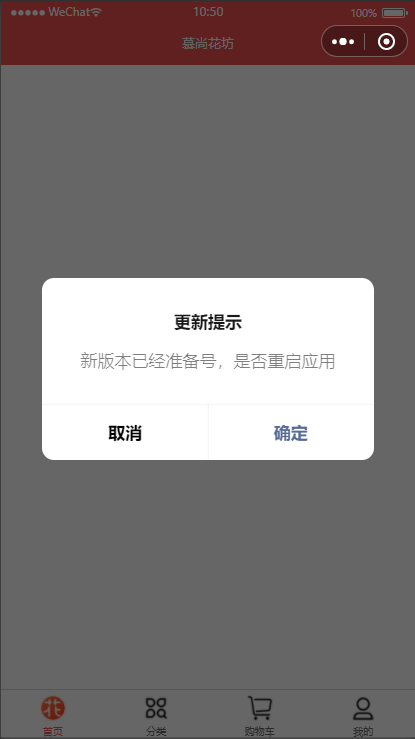 WeChat
10:50
100%
慕尚花坊
更新提示
新版本已经准备号，是否重启应用
取消
确定
花
首页
分类
购物车
我的